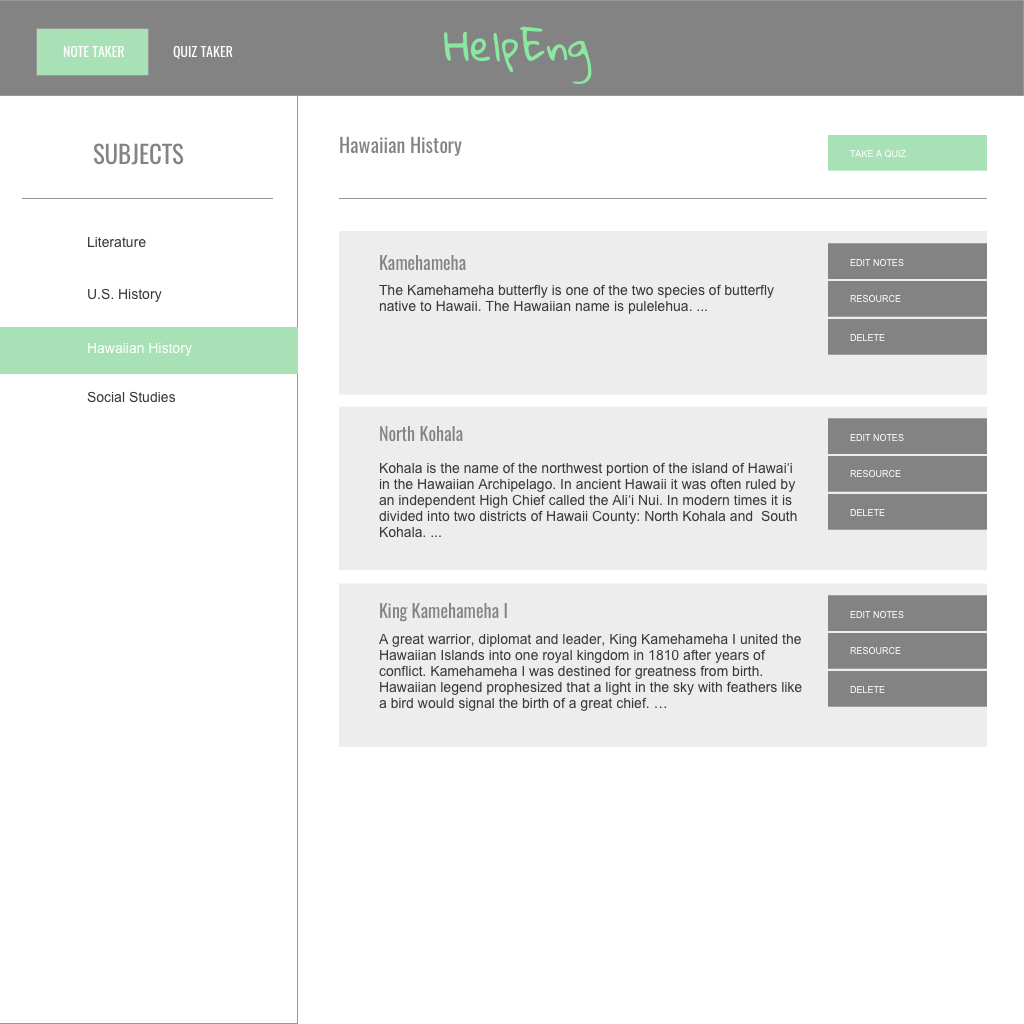 NOTE TAKER
QUIZ TAKER
HelpEng
SUBJECTS
Literature
U.S. History
Hawaiian History
Social Studies
Hawaiian History
TAKE A QUIZ
Kamehameha
The Kamehameha butterfly is one of the two species of butterfly
native to Hawaii. The Hawaiian name is pulelehua. ...
EDIT NOTES
RESOURCE
DELETE
North Kohala
Kohala is the name of the northwest portion of the island of Hawaiʻi
in the Hawaiian Archipelago. In ancient Hawaii it was often ruled by
an independent High Chief called the Aliʻi Nui. In modern times it is
divided into two districts of Hawaii County: North Kohala and  South
Kohala. ...
EDIT NOTES
RESOURCE
DELETE
King Kamehameha I
A great warrior, diplomat and leader, King Kamehameha I united the
Hawaiian Islands into one royal kingdom in 1810 after years of
conflict. Kamehameha I was destined for greatness from birth.
Hawaiian legend prophesized that a light in the sky with feathers like
a bird would signal the birth of a great chief. …
EDIT NOTES
RESOURCE
DELETE